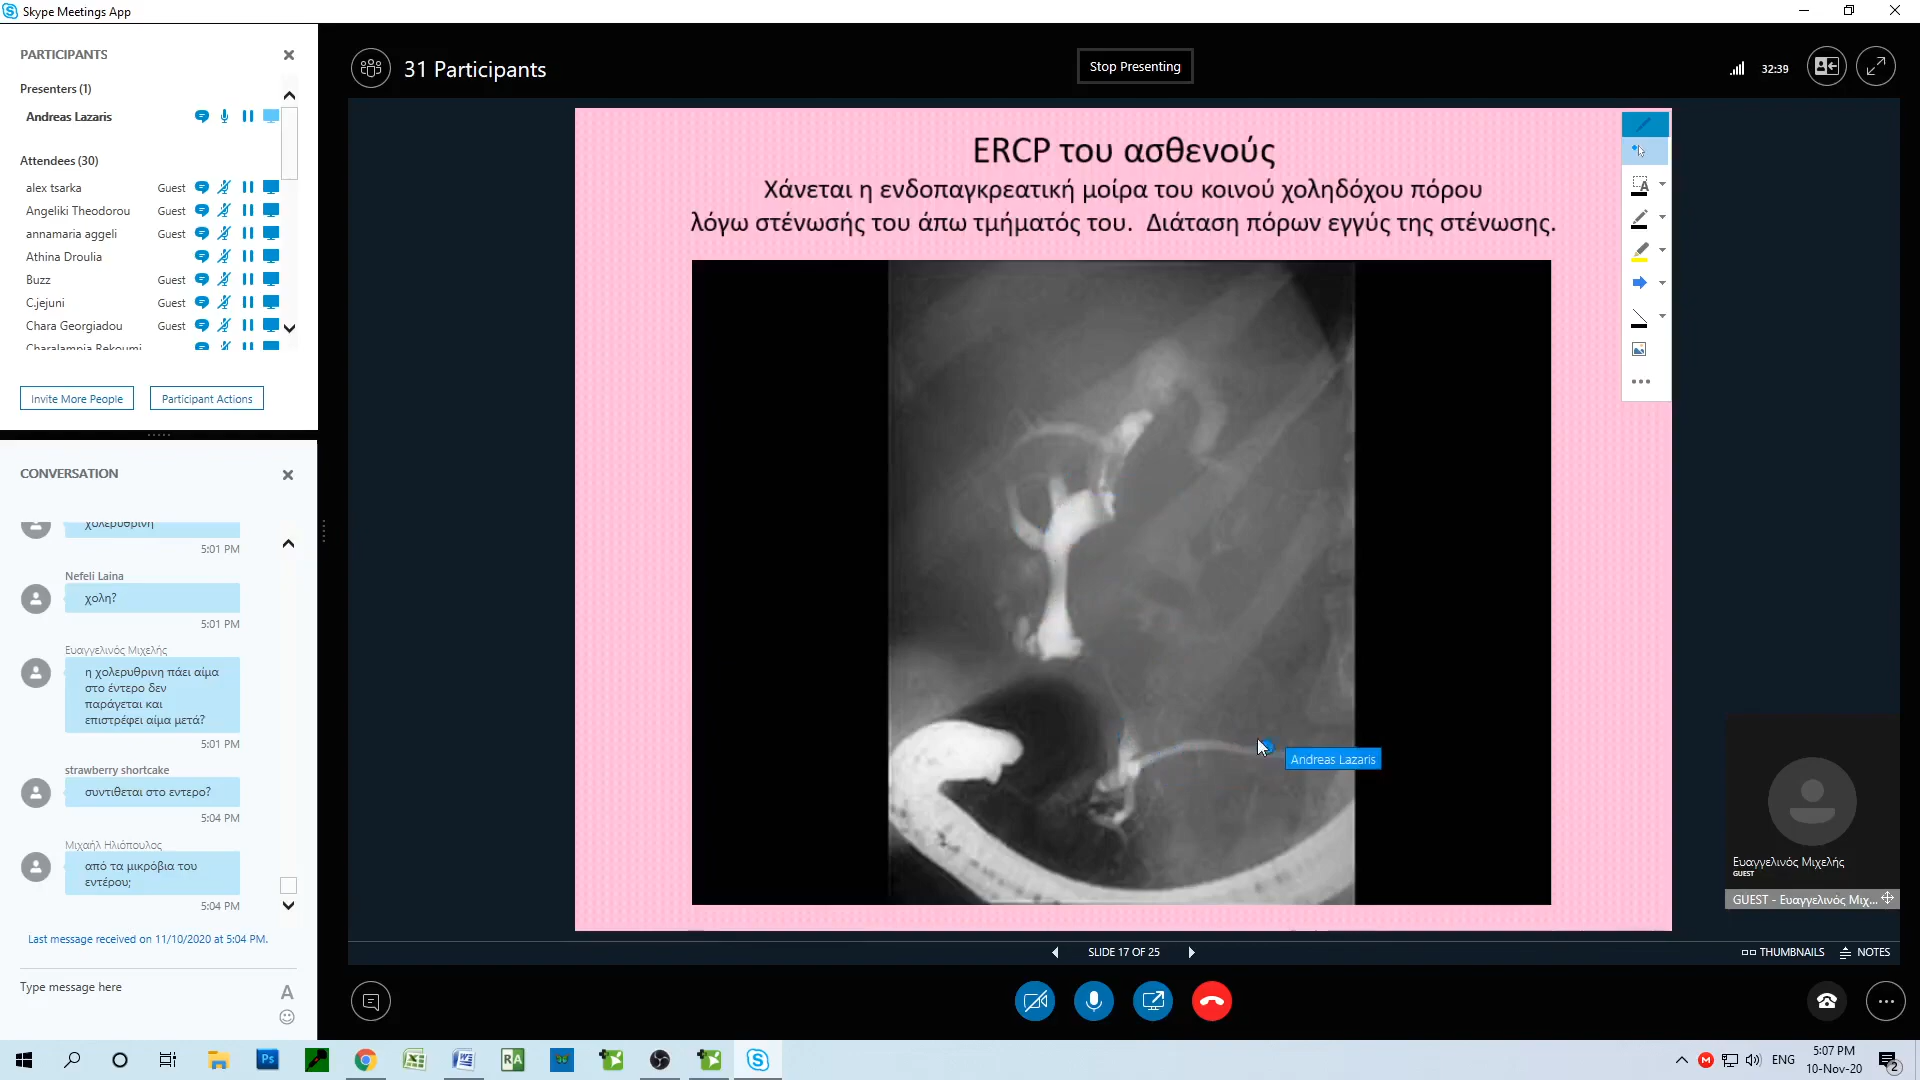 Skype Meetings App
PARTICIPANTS
Presenters (1)
Andreas Lazaris
Attendees (30)
alex tsarka Guest
Angeliki Theodorou Guest
annamaria aggeli Guest
Athina Droulia
Buzz Guest
C.jejuni Guest
Chara Georgiadou Guest
Charalampia Rekoumi
Invite More People
Participant Actions
CONVERSATION
χολερυθρινη
5:01 PM
Nefeli Laina
χολη?
5:01 PM
Ευαγγελινός Μιχελής
η χολερυθρινη πάει αίμα
στο έντερο δεν
παράγεται και
επιστρέφει αίμα μετά?
5:01 PM
strawberry shortcake
συντιθεται στο εντερο?
5:04 PM
Μιχαήλ Ηλιόπουλος
από τα μικρόβια του
εντέρου;
5:04 PM
Last message received on 11/10/2020 at 5:04 PM.
Type message here
A
31 Participants
Stop Presenting
32:39
ERCP του ασθενούς
Χάνεται η ενδοπαγκρεατική μοίρα του κοινού χοληδόχου πόρου
λόγω στένωσής του άπω τμήματός του. Διάταση πόρων εγγύς της στένωσης.
A
Andreas Lazaris
Ευαγγελινός Μιχελής
GUEST
GUEST - Ευαγγελινός Μιχ...
SLIDE 17 OF 25
THUMBNAILS
NOTES
Ps
RA
M
ENG
5:07 PM
10-Nov-20
2